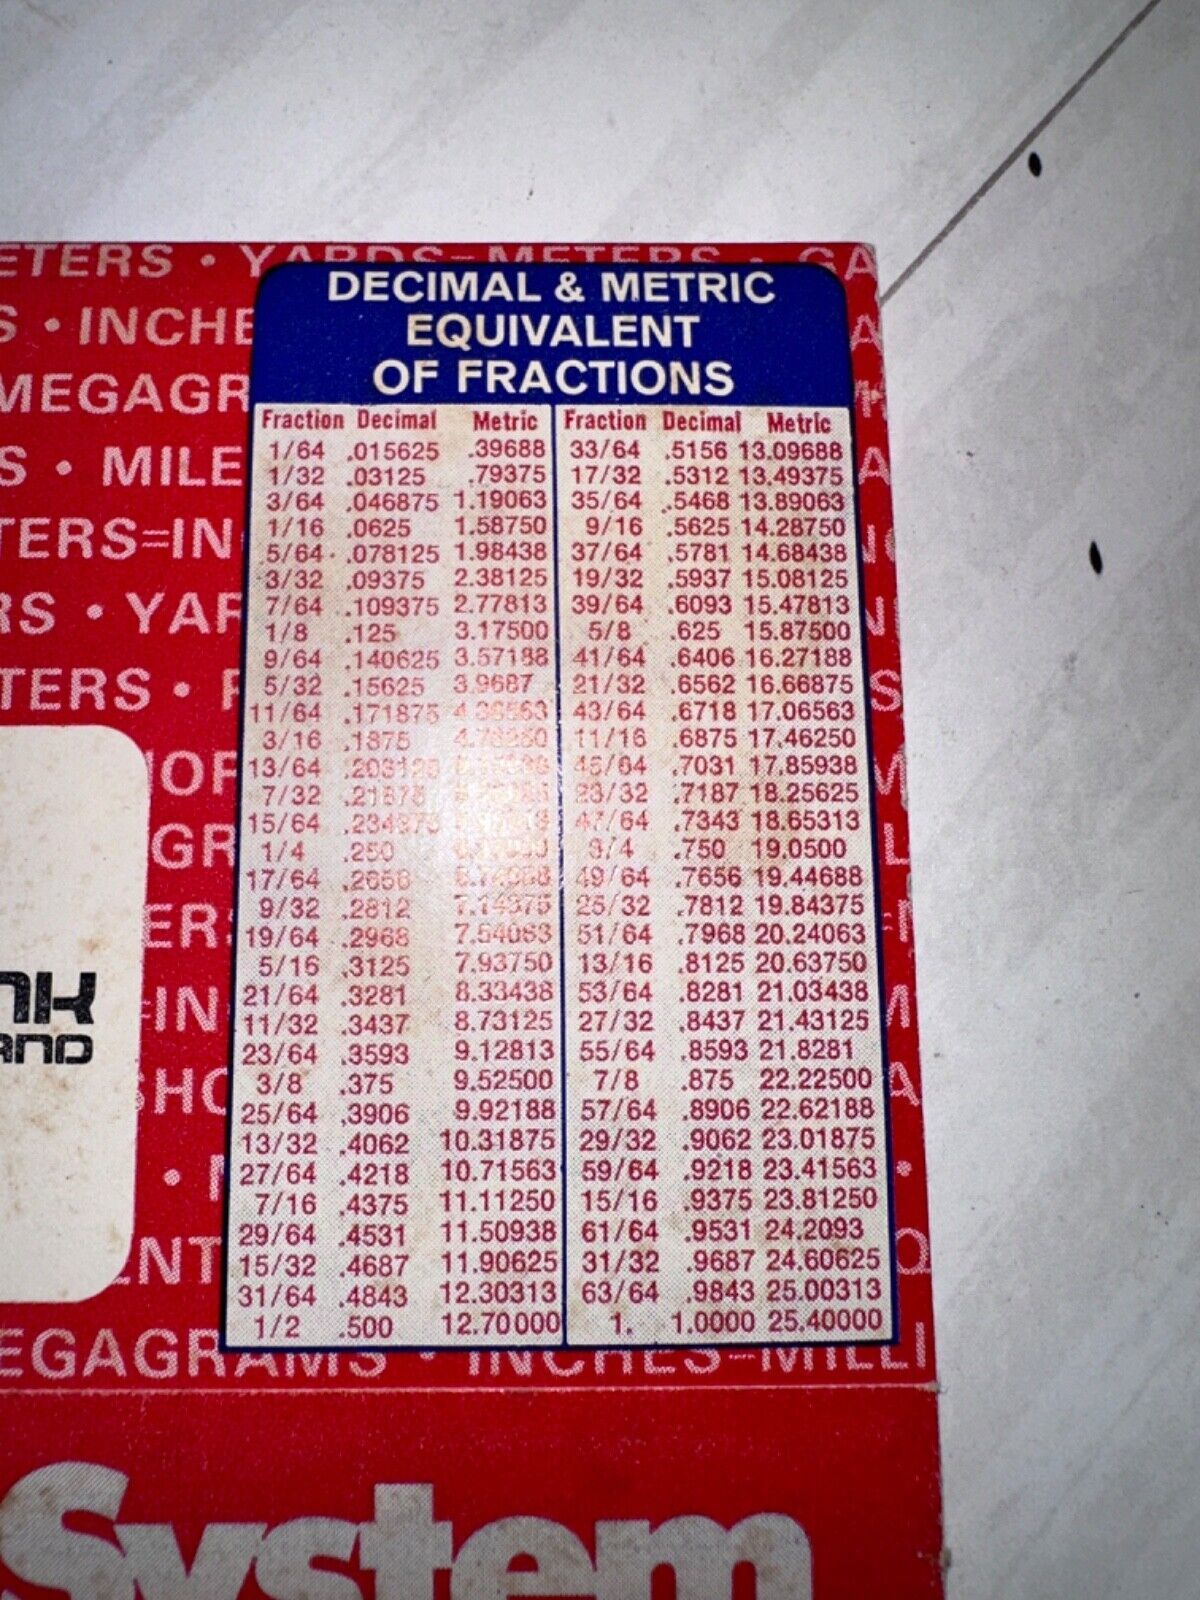 ETERS • YARDS=METERS • GA
DECIMAL & METRIC
EQUIVALENT
OF FRACTIONS
S • INCHE
MEGAGR
S • MILE
TERS=IN
RS • YAR
TERS •
Fraction Decimal Metric Fraction Decimal Metric
1/64 .015625 .39688 33/64 .5156 13.09688
1/32 .03125 .79375 17/32 .5312 13.49375
3/64 .046875 1.19063 35/64 .5468 13.89063
1/16 .0625 1.58750 9/16 .5625 14.28750
5/64 .078125 1.98438 37/64 .5781 14.68438
3/32 .09375 2.38125 19/32 .5937 15.08125
7/64 .109375 2.77813 39/64 .6093 15.47813
1/8 .125 3.17500 5/8 .625 15.87500
9/64 .140625 3.57188 41/64 .6406 16.27188
5/32 .15625 3.9687 21/32 .6562 16.66875
11/64 .171875 43/64 .6718 17.06563
3/16 .1875 11/16 .6875 17.46250
13/64 .203125 45/64 .7031 17.85938
7/32 .21875 23/32 .7187 18.25625
15/64 .234375 47/64 .7343 18.65313
1/4 .250 3/4 .750 19.0500
17/64 .2656 49/64 .7656 19.44688
9/32 .2812 7.14375 25/32 .7812 19.84375
19/64 .2968 7.54063 51/64 .7968 20.24063
5/16 .3125 7.93750 13/16 .8125 20.63750
21/64 .3281 8.33438 53/64 .8281 21.03438
11/32 .3437 8.73125 27/32 .8437 21.43125
23/64 .3593 9.12813 55/64 .8593 21.8281
3/8 .375 9.52500 7/8 .875 22.22500
25/64 .3906 9.92188 57/64 .8906 22.62188
13/32 .4062 10.31875 29/32 .9062 23.01875
27/64 .4218 10.71563 59/64 .9218 23.41563
7/16 .4375 11.11250 15/16 .9375 23.81250
29/64 .4531 11.50938 61/64 .9531 24.2093
15/32 .4687 11.90625 31/32 .9687 24.60625
31/64 .4843 12.30313 63/64 .9843 25.00313
1/2 .500 12.70000 1. 1.0000 25.40000
EGAGRAMS • INCHES=MILLI
System